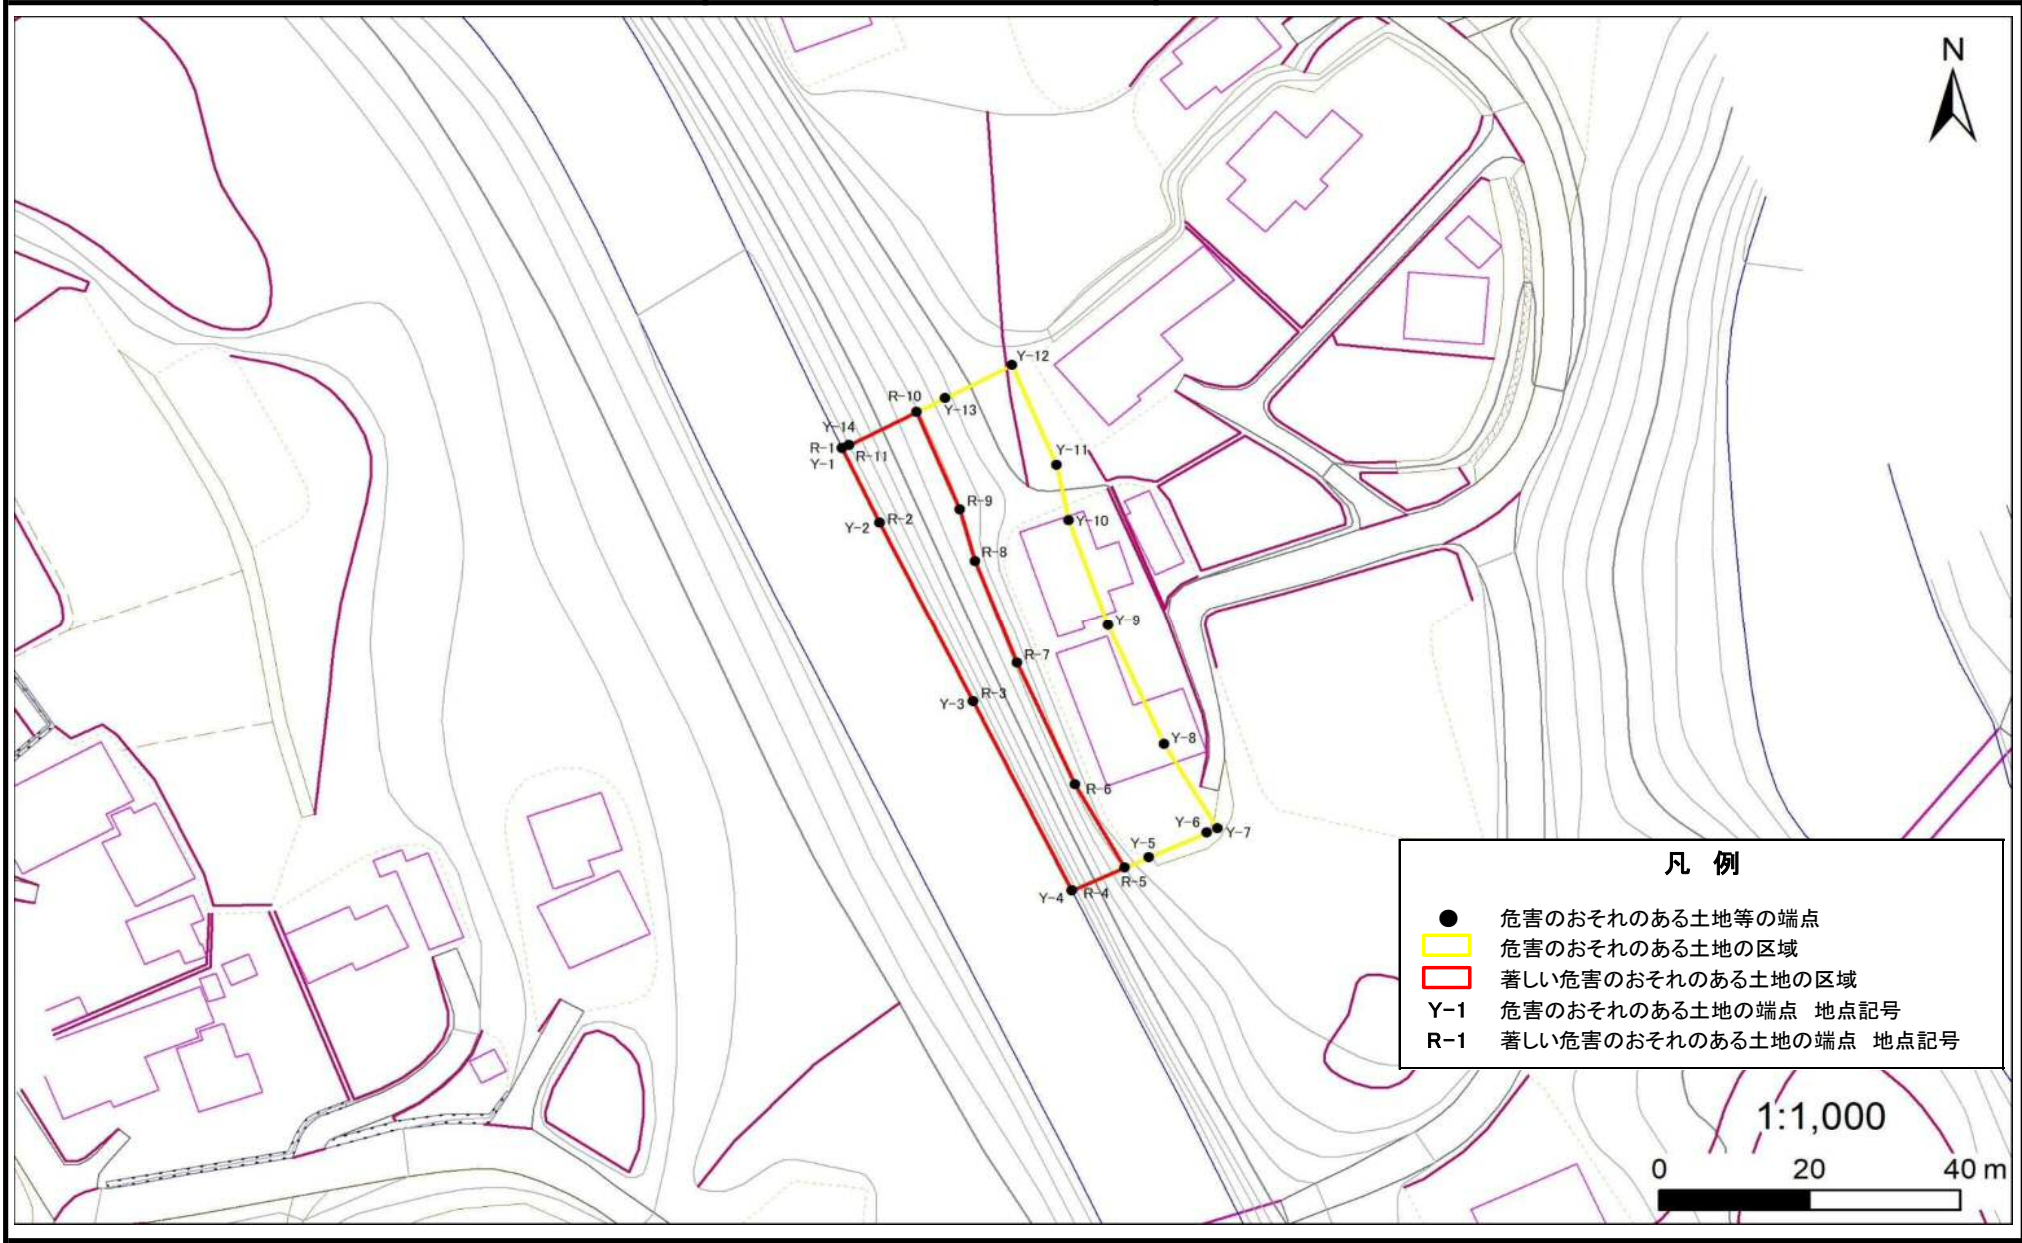 N
Y-12
R-10
Y-13
Y-14
R-1
R-11
Y-1
Y-11
R-9
Y-2
R-2
Y-10
R-8
Y-9
R-7
R-3
Y-3
Y-8
R-6
Y-6
Y-7
Y-5
R-5
Y-4
R-4
凡 例
危害のおそれのある土地等の端点
危害のおそれのある土地の区域
著しい危害のおそれのある土地の区域
Y-1 危害のおそれのある土地の端点 地点記号
R-1 著しい危害のおそれのある土地の端点 地点記号
1:1,000
0 20 40 m